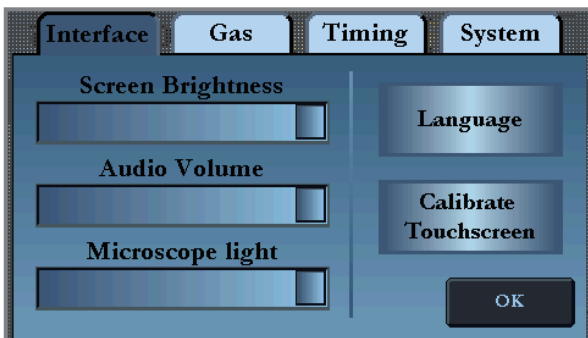 Interface Gas Timing System
Screen Brightness
Audio Volume
Microscope light
Language
Calibrate
Touchscreen
OK